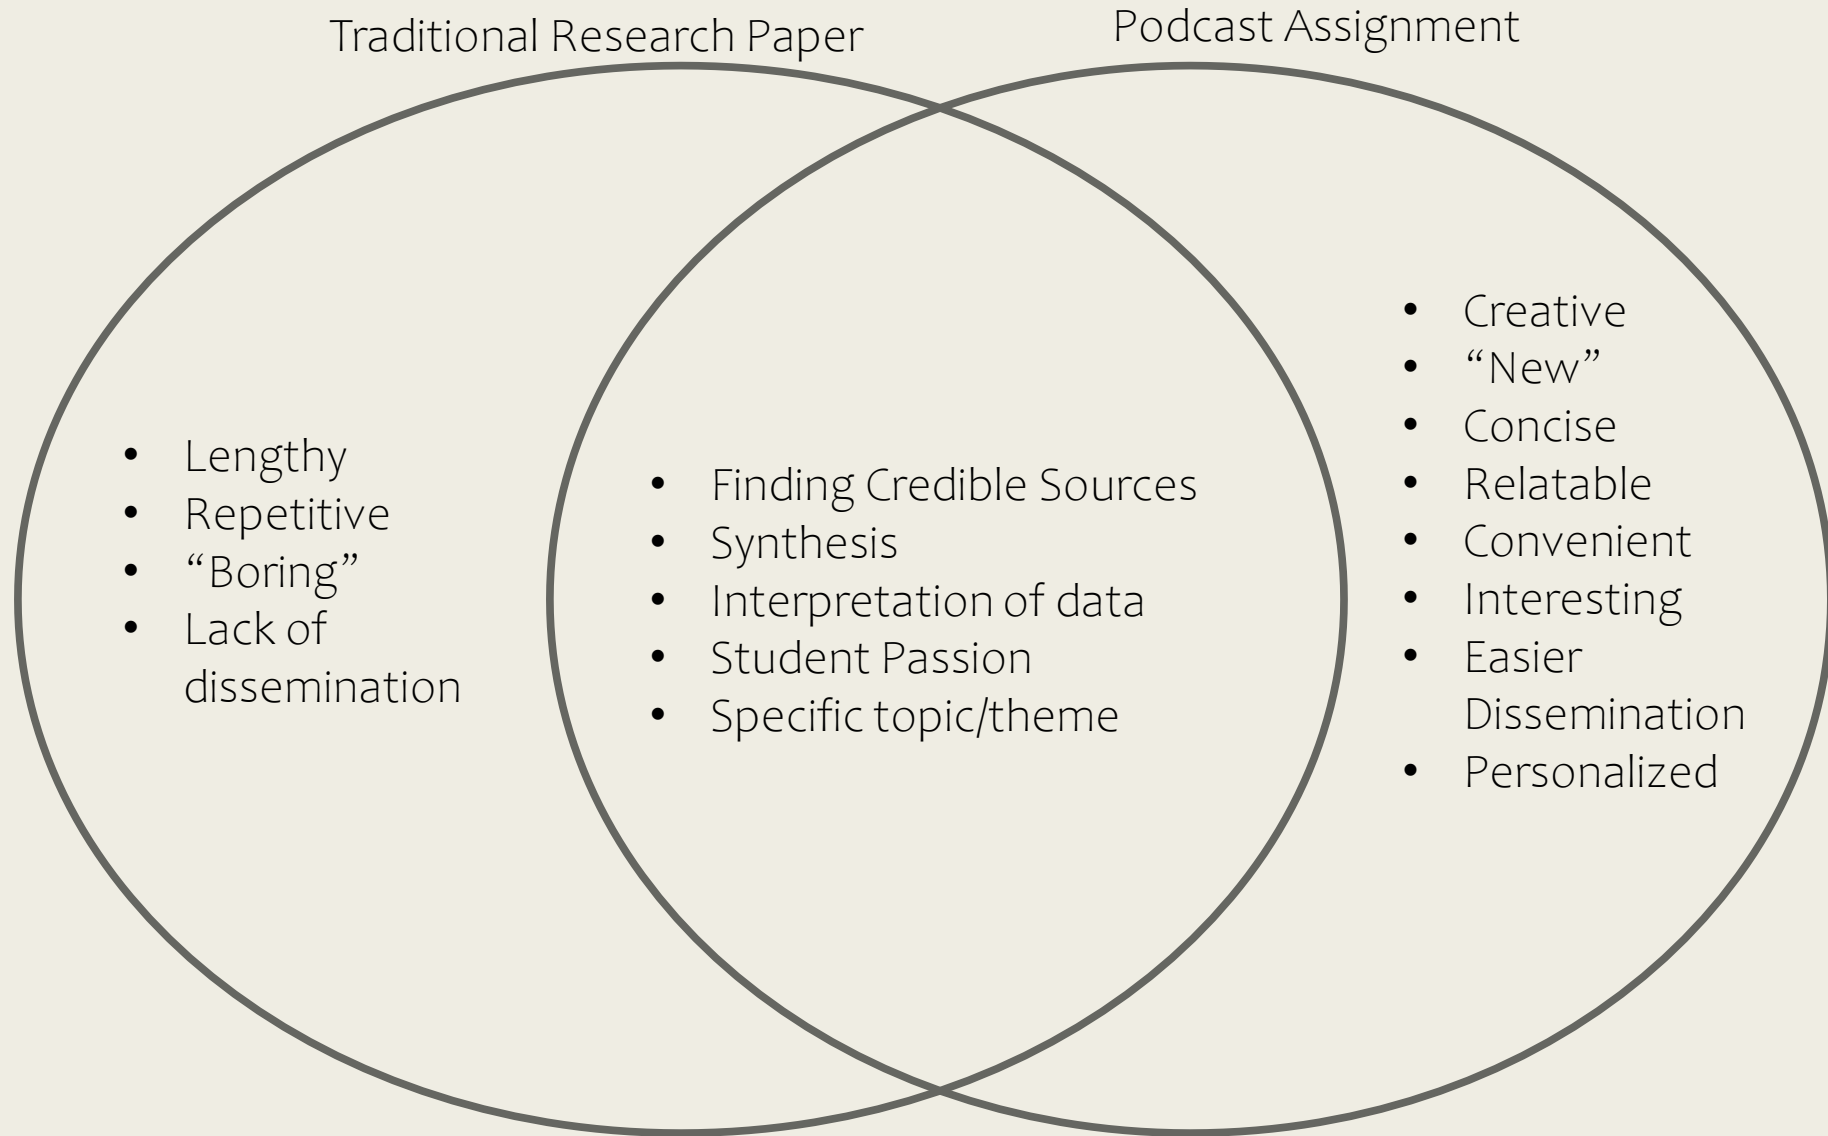 Traditional Research Paper
Podcast Assignment
• Lengthy
• Repetitive
• “Boring”
• Lack of
dissemination
• Finding Credible Sources
• Synthesis
• Interpretation of data
• Student Passion
• Specific topic/theme
• Creative
• “New”
• Concise
• Relatable
• Convenient
• Interesting
• Easier
Dissemination
• Personalized